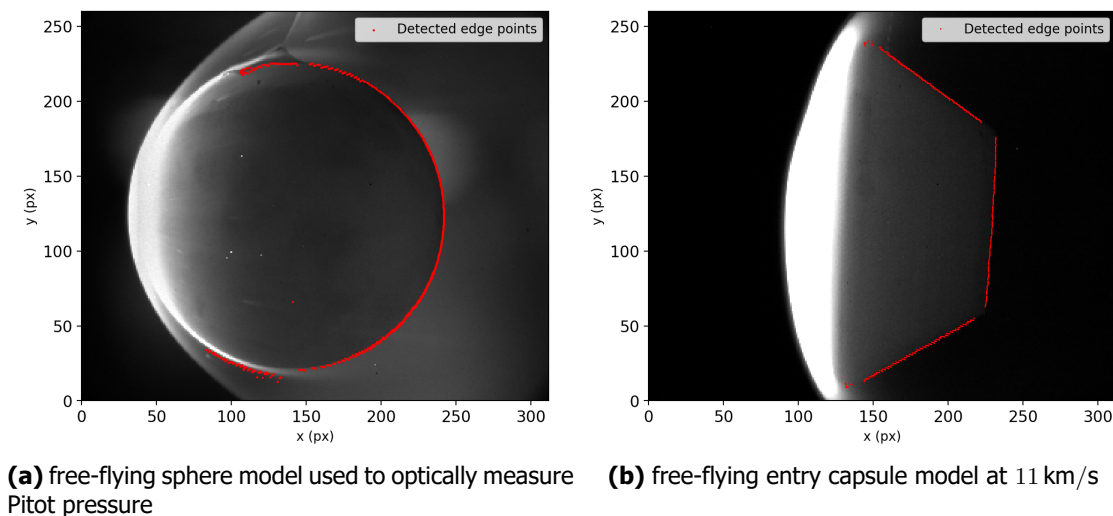 Detected edge points
Detected edge points
250
200
150
100
50
0
y (px)
0 50 100 150 200 250 300
x (px)
250
200
150
100
50
0
y (px)
0 50 100 150 200 250 300
x (px)
(a) free-flying sphere model used to optically measure
Pitot pressure
(b) free-flying entry capsule model at 11 km/s